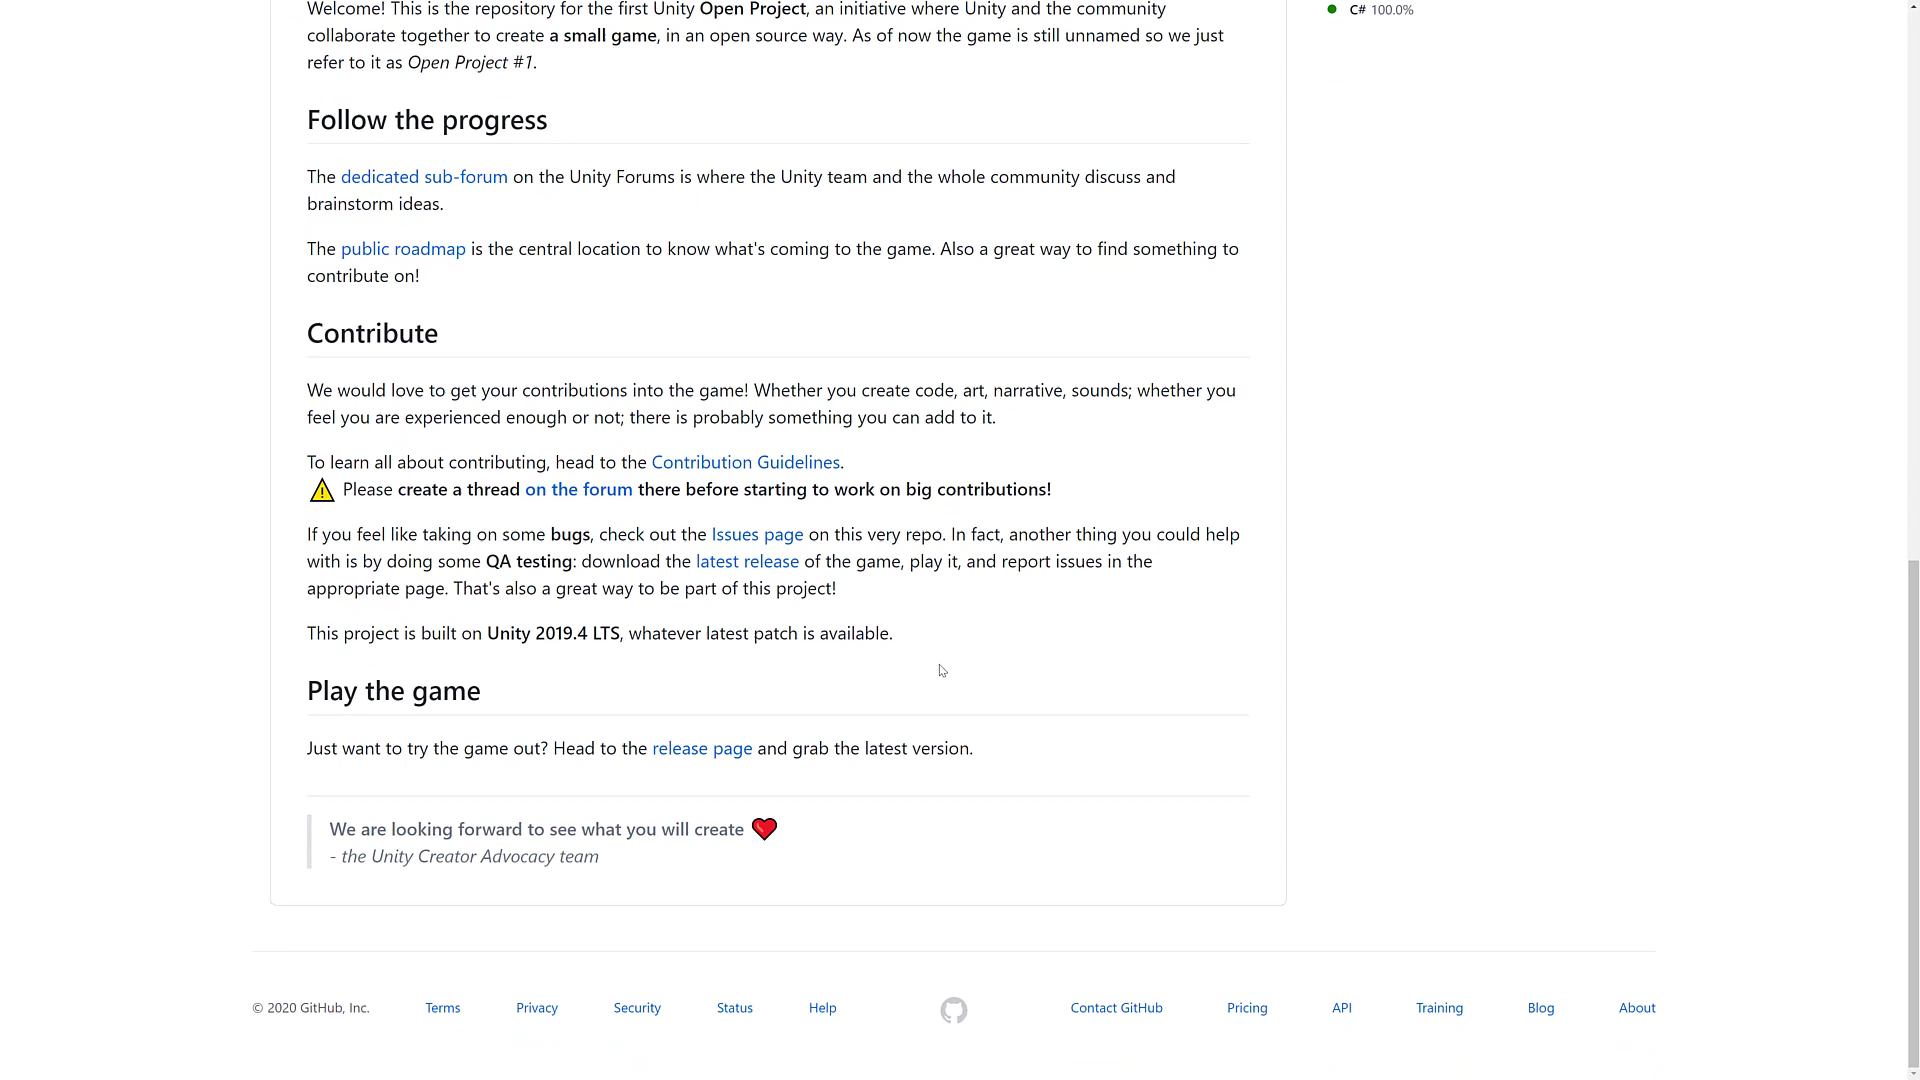 Welcome! This is the repository for the first Unity Open Project, an initiative where Unity and the community
collaborate together to create a small game, in an open source way. As of now the game is still unnamed so we just
refer to it as Open Project #1.
C# 100.0%
Follow the progress
The dedicated sub-forum on the Unity Forums is where the Unity team and the whole community discuss and
brainstorm ideas.
The public roadmap is the central location to know what's coming to the game. Also a great way to find something to
contribute on!
Contribute
We would love to get your contributions into the game! Whether you create code, art, narrative, sounds; whether you
feel you are experienced enough or not; there is probably something you can add to it.
To learn all about contributing, head to the Contribution Guidelines.
Please create a thread on the forum there before starting to work on big contributions!
If you feel like taking on some bugs, check out the Issues page on this very repo. In fact, another thing you could help
with is by doing some QA testing: download the latest release of the game, play it, and report issues in the
appropriate page. That's also a great way to be part of this project!
This project is built on Unity 2019.4 LTS, whatever latest patch is available.
Play the game
Just want to try the game out? Head to the release page and grab the latest version.
We are looking forward to see what you will create
- the Unity Creator Advocacy team
© 2020 GitHub, Inc. Terms Privacy Security Status Help Contact GitHub Pricing API Training Blog About